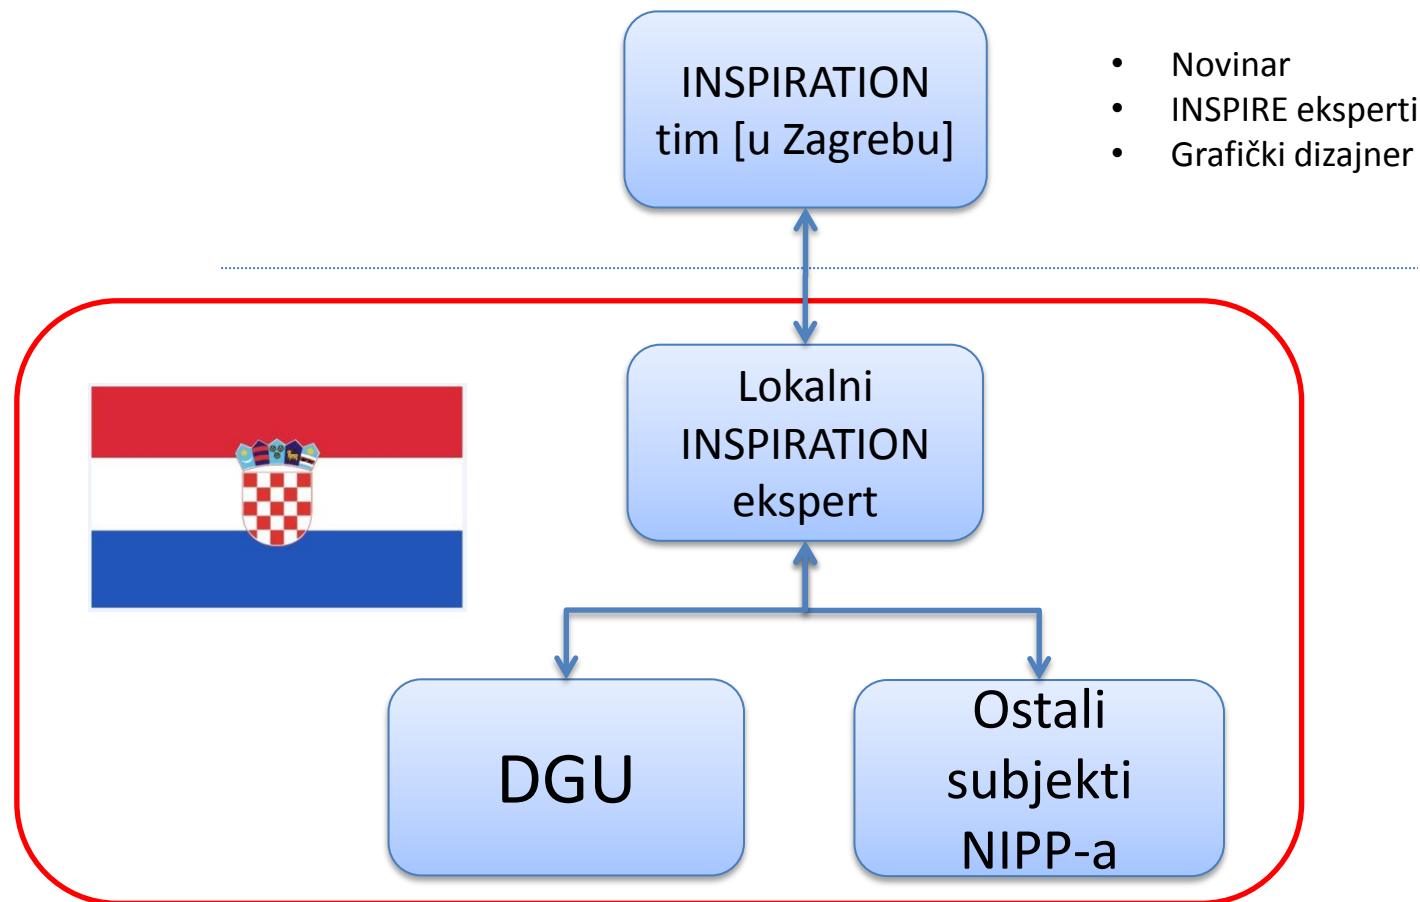 INSPIRATION
tim [u Zagrebu]
• Novinar
• INSPIRE eksperti
• Grafički dizajner
Lokalni
INSPIRATION
ekspert
DGU
Ostali
subjekti
NIPP-a